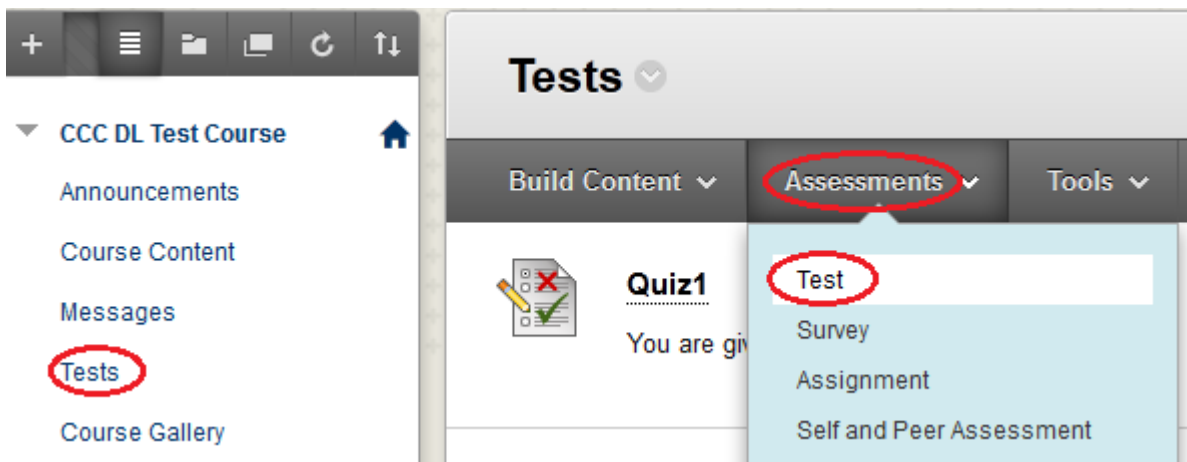 CCC DL Test Course
Announcements
Course Content
Messages
Tests
Course Gallery
Tests
Build Content
Assessments
Tools
Quiz1
You are giv
Test
Survey
Assignment
Self and Peer Assessment